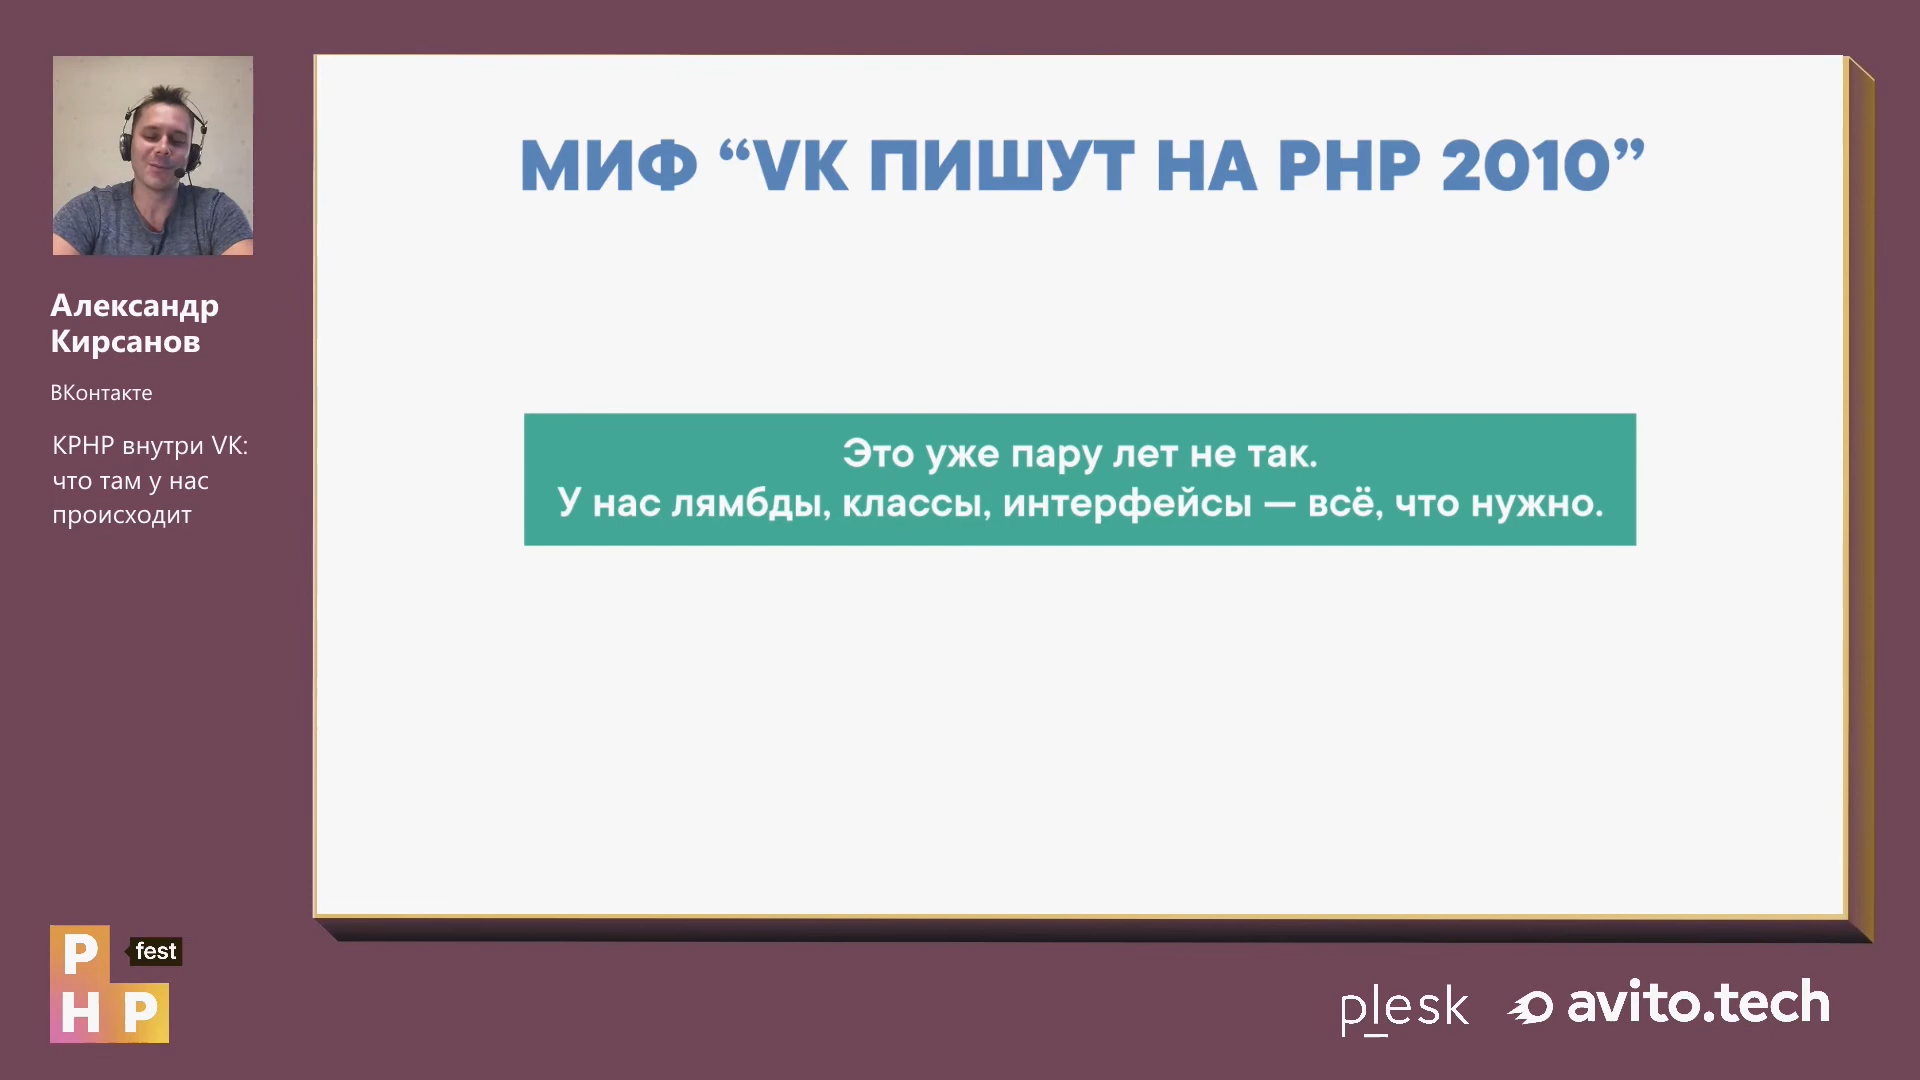 Александр
Кирсанов
ВКонтакте
KPHP внутри VK:
что там у нас
происходит
МИФ “VK ПИШУТ НА PHP 2010”
Это уже пару лет не так.
У нас лямбды, классы, интерфейсы — всё, что нужно.
P
fest
HP
plesk
avito.tech